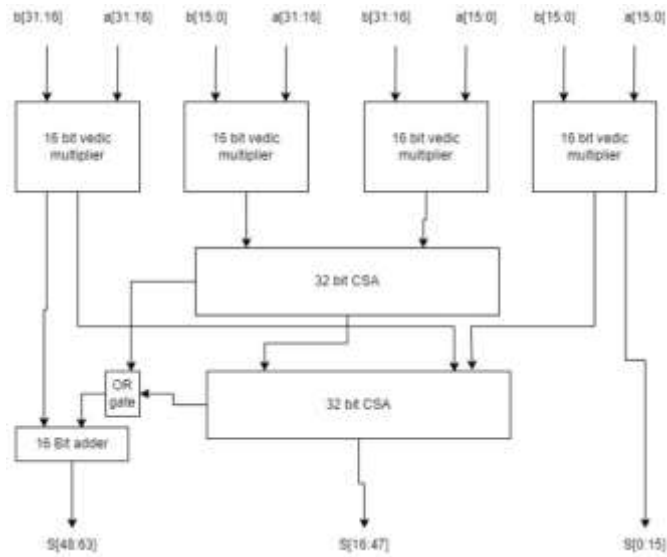 b[31:16] a[31:16] b[15:0] a[31:16] b[31:16] a[15:0] b[15:0] a[15:0]
16 bit vedic
multiplier
16 bit vedic
multiplier
16 bit vedic
multiplier
16 bit vedic
multiplier
32 bit CSA
OR
gate
32 bit CSA
16 Bit adder
S[48:63] S[16:47] S[0:15]